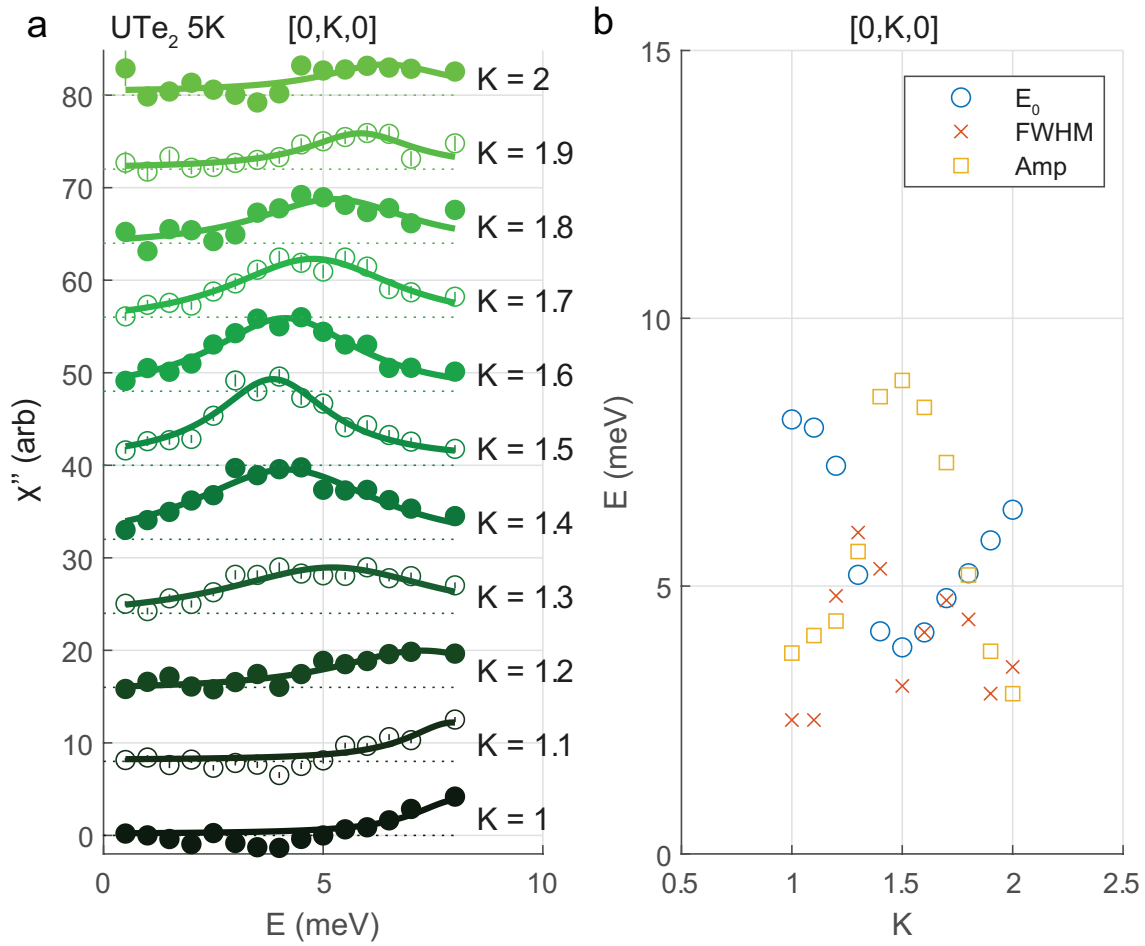 a
UTe₂ 5K
[0,K,0]
80
70
60
50
40
30
20
10
0
K = 2
K = 1.9
K = 1.8
K = 1.7
K = 1.6
K = 1.5
K = 1.4
K = 1.3
K = 1.2
K = 1.1
K = 1
χ” (arb)
0 5 10
E (meV)
b
[0,K,0]
E₀
FWHM
Amp
15
10
5
0
E (meV)
0.5 1 1.5 2 2.5
K